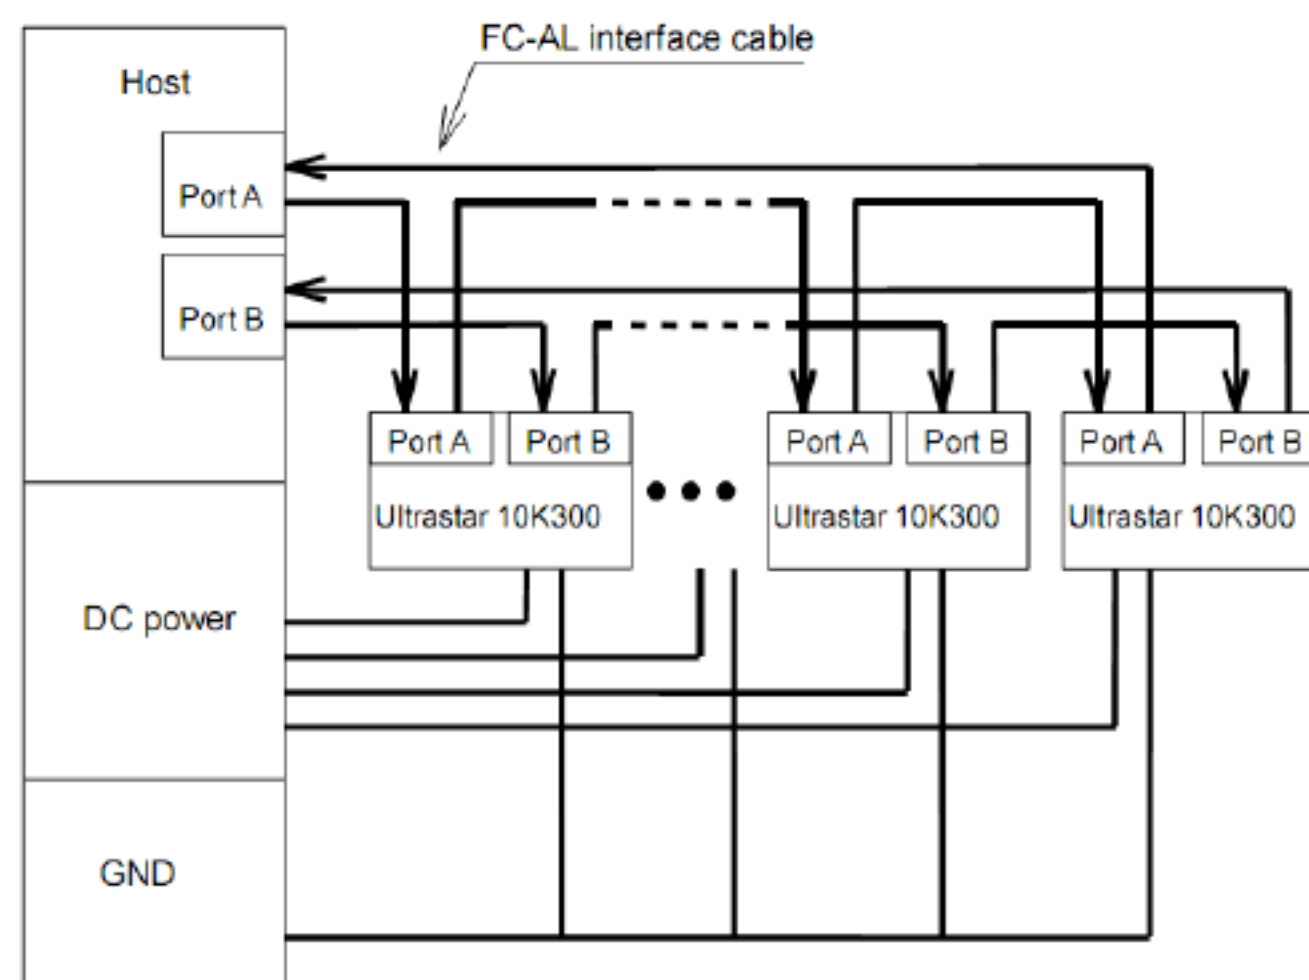 FC-AL interface cable
Host
Port A
Port B
Port A
Port B
Port A
Port B
Port A
Port B
Ultrastar 10K300
Ultrastar 10K300
Ultrastar 10K300
DC power
GND